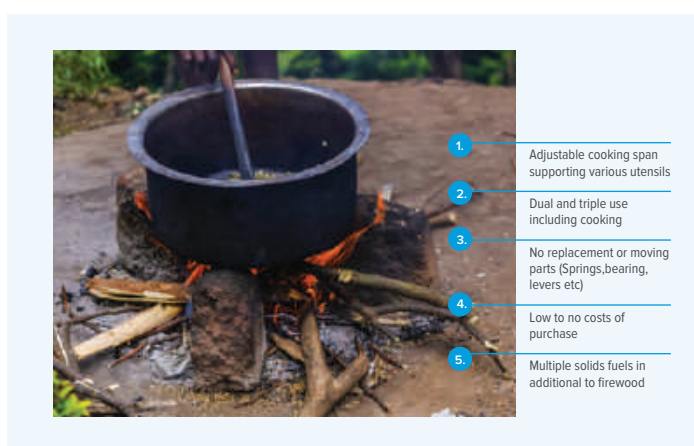 1.
Adjustable cooking span
supporting various utensils
2.
Dual and triple use
including cooking
3.
No replacement or moving
parts (Springs,bearing,
levers etc)
4.
Low to no costs of
purchase
5.
Multiple solids fuels in
additional to firewood